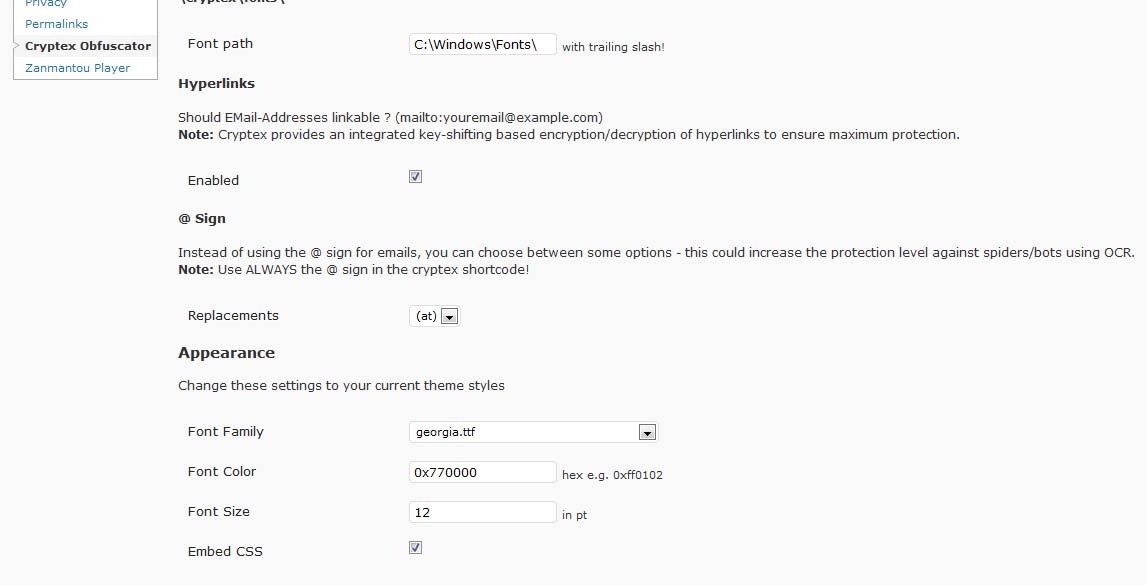 Privacy
Permalinks
Cryptex Obfuscator
Zanmantou Player
\cryptex\fonts\
Font path C:\Windows\Fonts\ with trailing slash!
Hyperlinks
Should EMail-Addresses linkable ? (mailto:youremail@example.com)
Note: Cryptex provides an integrated key-shifting based encryption/decryption of hyperlinks to ensure maximum protection.
Enabled
@ Sign
Instead of using the @ sign for emails, you can choose between some options - this could increase the protection level against spiders/bots using OCR.
Note: Use ALWAYS the @ sign in the cryptex shortcode!
Replacements (at)
Appearance
Change these settings to your current theme styles
Font Family georgia.ttf
Font Color 0x770000 hex e.g. 0xff0102
Font Size 12 in pt
Embed CSS